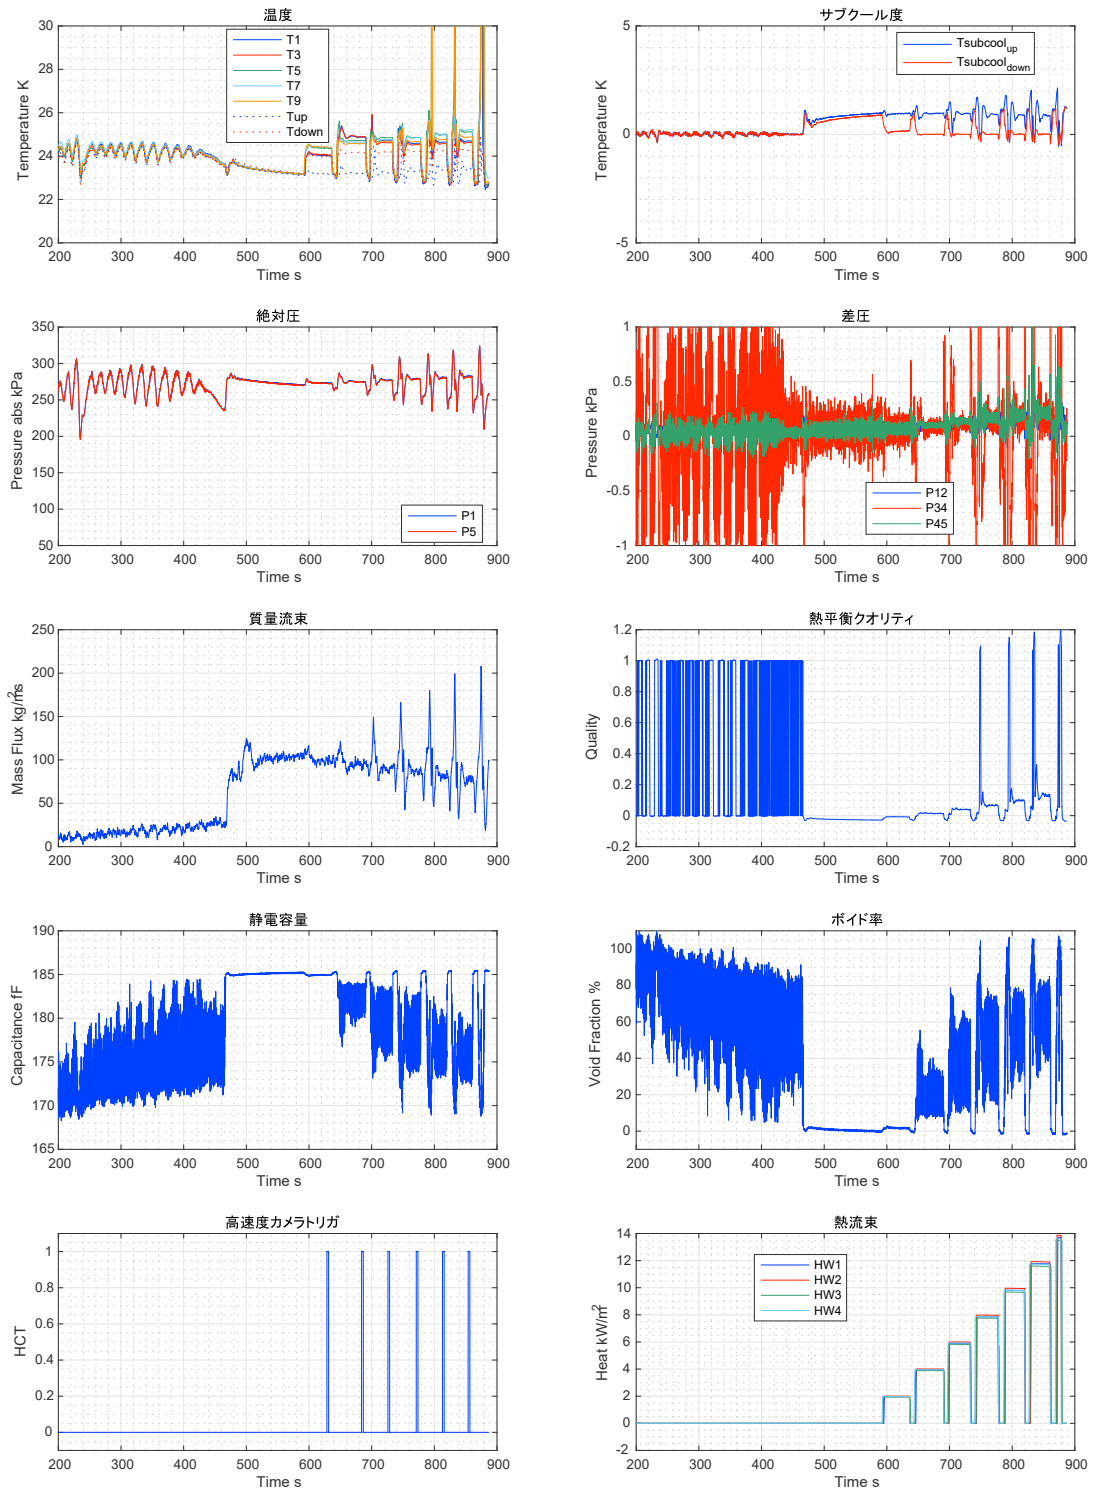 温度
30
28
26
24
22
20
Temperature K
T1
T3
T5
T7
T9
Tup
Tdown
200 300 400 500 600 700 800 900
Time s
サブクール度
5
0
-5
Temperature K
Tsubcool_up
Tsubcool_down
200 300 400 500 600 700 800 900
Time s
絶対圧
350
300
250
200
150
100
50
Pressure abs kPa
P1
P5
200 300 400 500 600 700 800 900
Time s
差圧
1
0.5
0
-0.5
-1
Pressure kPa
P12
P34
P45
200 300 400 500 600 700 800 900
Time s
質量流束
250
200
150
100
50
0
Mass Flux kg/m²s
200 300 400 500 600 700 800 900
Time s
熱平衡クオリティ
1.2
1
0.8
0.6
0.4
0.2
0
-0.2
Quality
200 300 400 500 600 700 800 900
Time s
静電容量
190
185
180
175
170
165
Capacitance fF
200 300 400 500 600 700 800 900
Time s
ボイド率
100
80
60
40
20
0
Void Fraction %
200 300 400 500 600 700 800 900
Time s
高速度カメラトリガ
1
0.8
0.6
0.4
0.2
0
HCT
200 300 400 500 600 700 800 900
Time s
熱流束
14
12
10
8
6
4
2
0
-2
Heat kW/m²
HW1
HW2
HW3
HW4
200 300 400 500 600 700 800 900
Time s